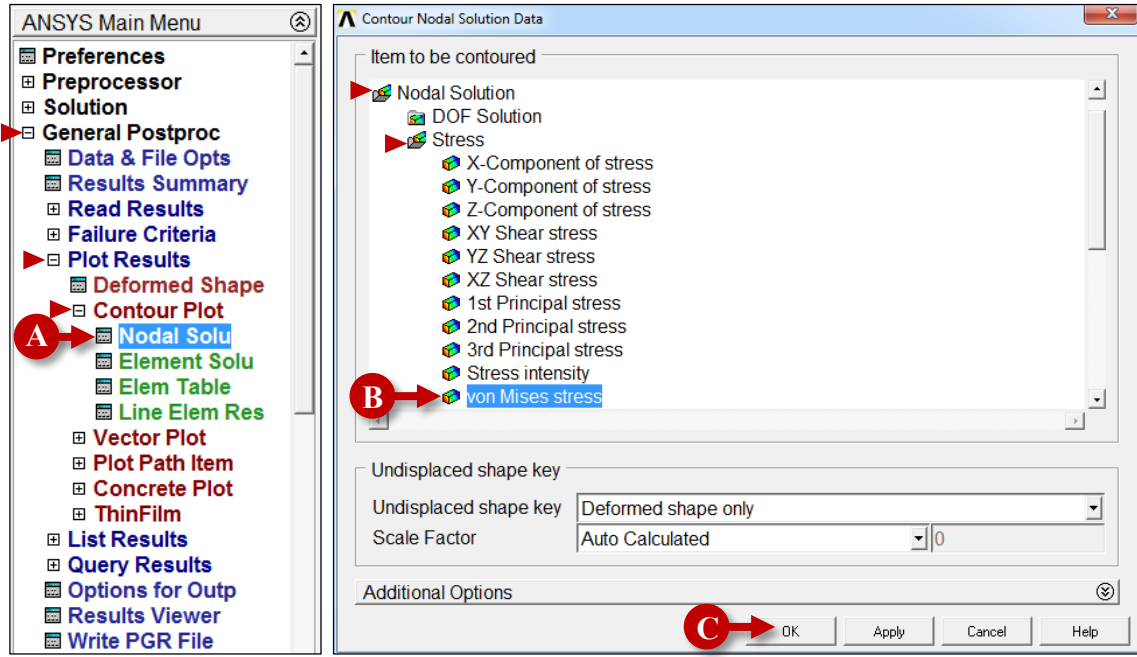 ANSYS Main Menu
Preferences
Preprocessor
Solution
General Postproc
Data & File Opts
Results Summary
Read Results
Failure Criteria
Plot Results
Deformed Shape
Contour Plot
A
Nodal Solu
Element Solu
Elem Table
Line Elem Res
Vector Plot
Plot Path Item
Concrete Plot
ThinFilm
List Results
Query Results
Options for Outp
Results Viewer
Write PGR File
Contour Nodal Solution Data
Item to be contoured
Nodal Solution
DOF Solution
Stress
X-Component of stress
Y-Component of stress
Z-Component of stress
XY Shear stress
YZ Shear stress
XZ Shear stress
1st Principal stress
2nd Principal stress
3rd Principal stress
Stress intensity
B
von Mises stress
Undisplaced shape key
Undisplaced shape key Deformed shape only
Scale Factor Auto Calculated 0
Additional Options
C
OK Apply Cancel Help